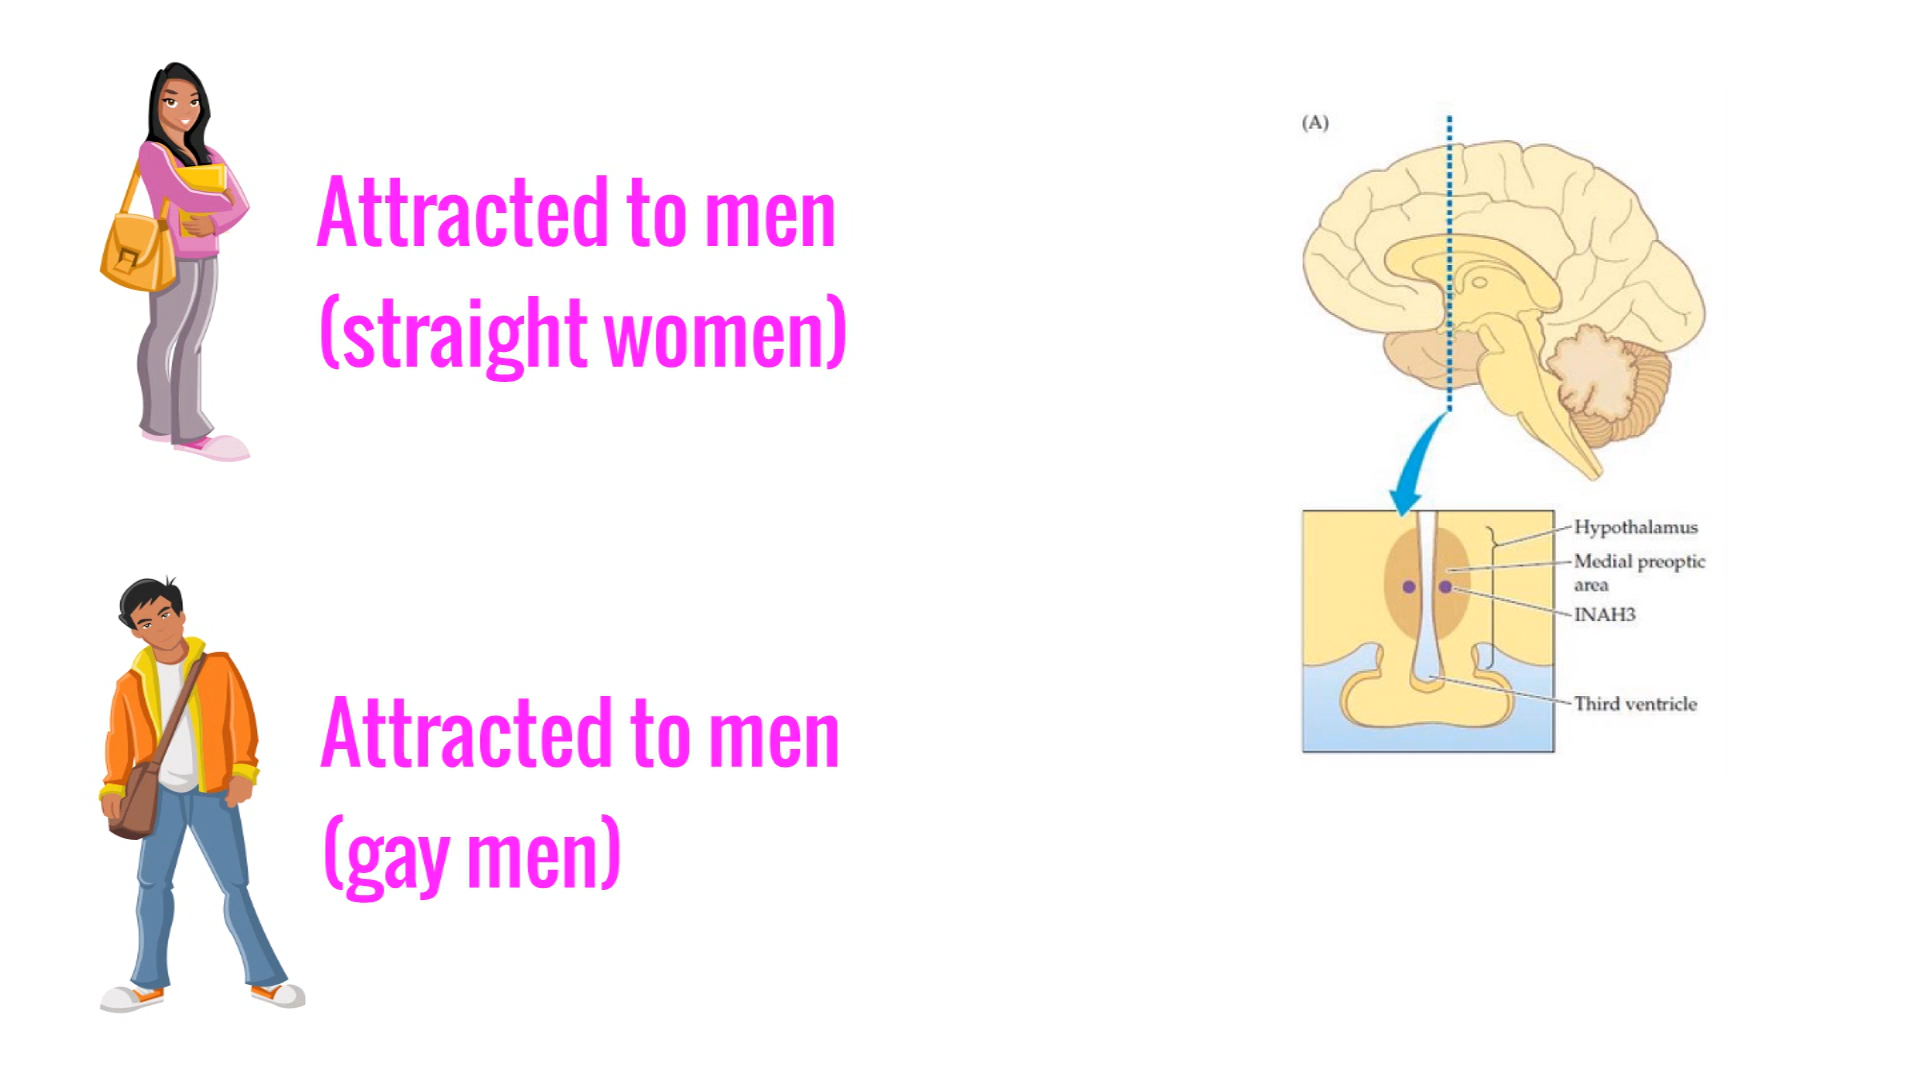 Attracted to men
(straight women)
Attracted to men
(gay men)
(A)
Hypothalamus
Medial preoptic
area
INAH3
Third ventricle